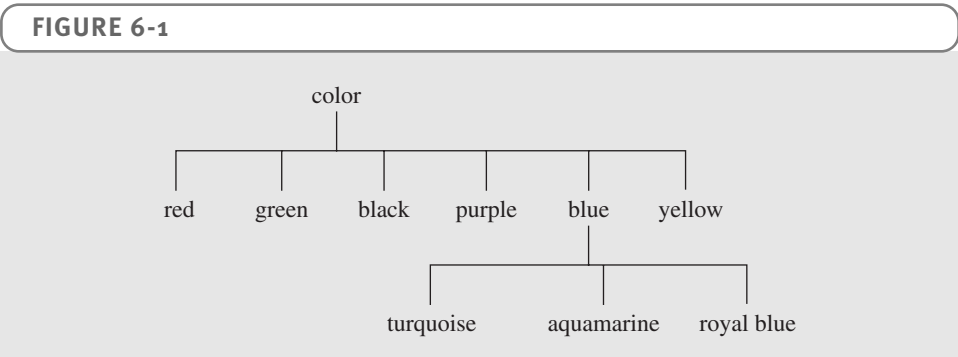 FIGURE 6-1
color
red green black purple blue yellow
turquoise aquamarine royal blue